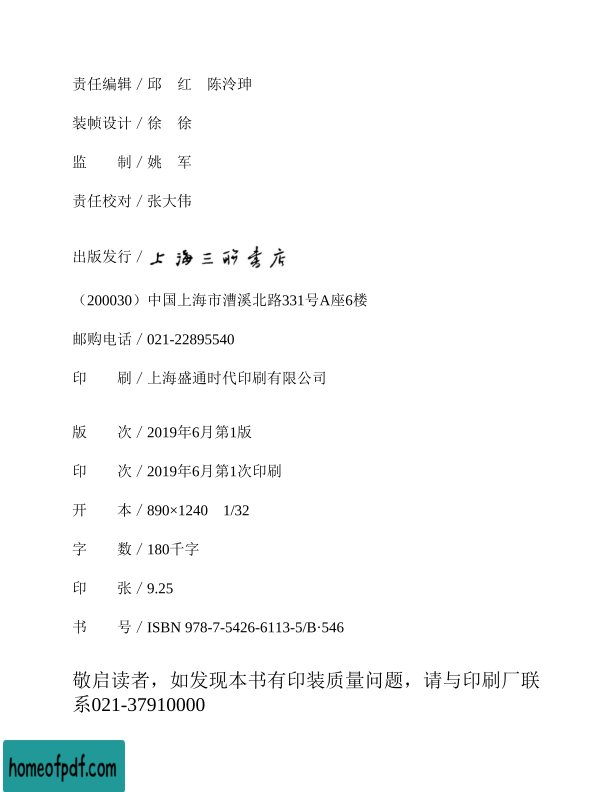 责任编辑／邱　红　陈泠珅
装帧设计／徐　徐
监　　制／姚　军
责任校对／张大伟
出版发行／上海三联书店
（200030）中国上海市漕溪北路331号A座6楼
邮购电话／021-22895540
印　　刷／上海盛通时代印刷有限公司
版　　次／2019年6月第1版
印　　次／2019年6月第1次印刷
开　　本／890×1240　1/32
字　　数／180千字
印　　张／9.25
书　　号／ISBN 978-7-5426-6113-5/B·546
敬启读者，如发现本书有印装质量问题，请与印刷厂联
系021-37910000
homeofpdf.com